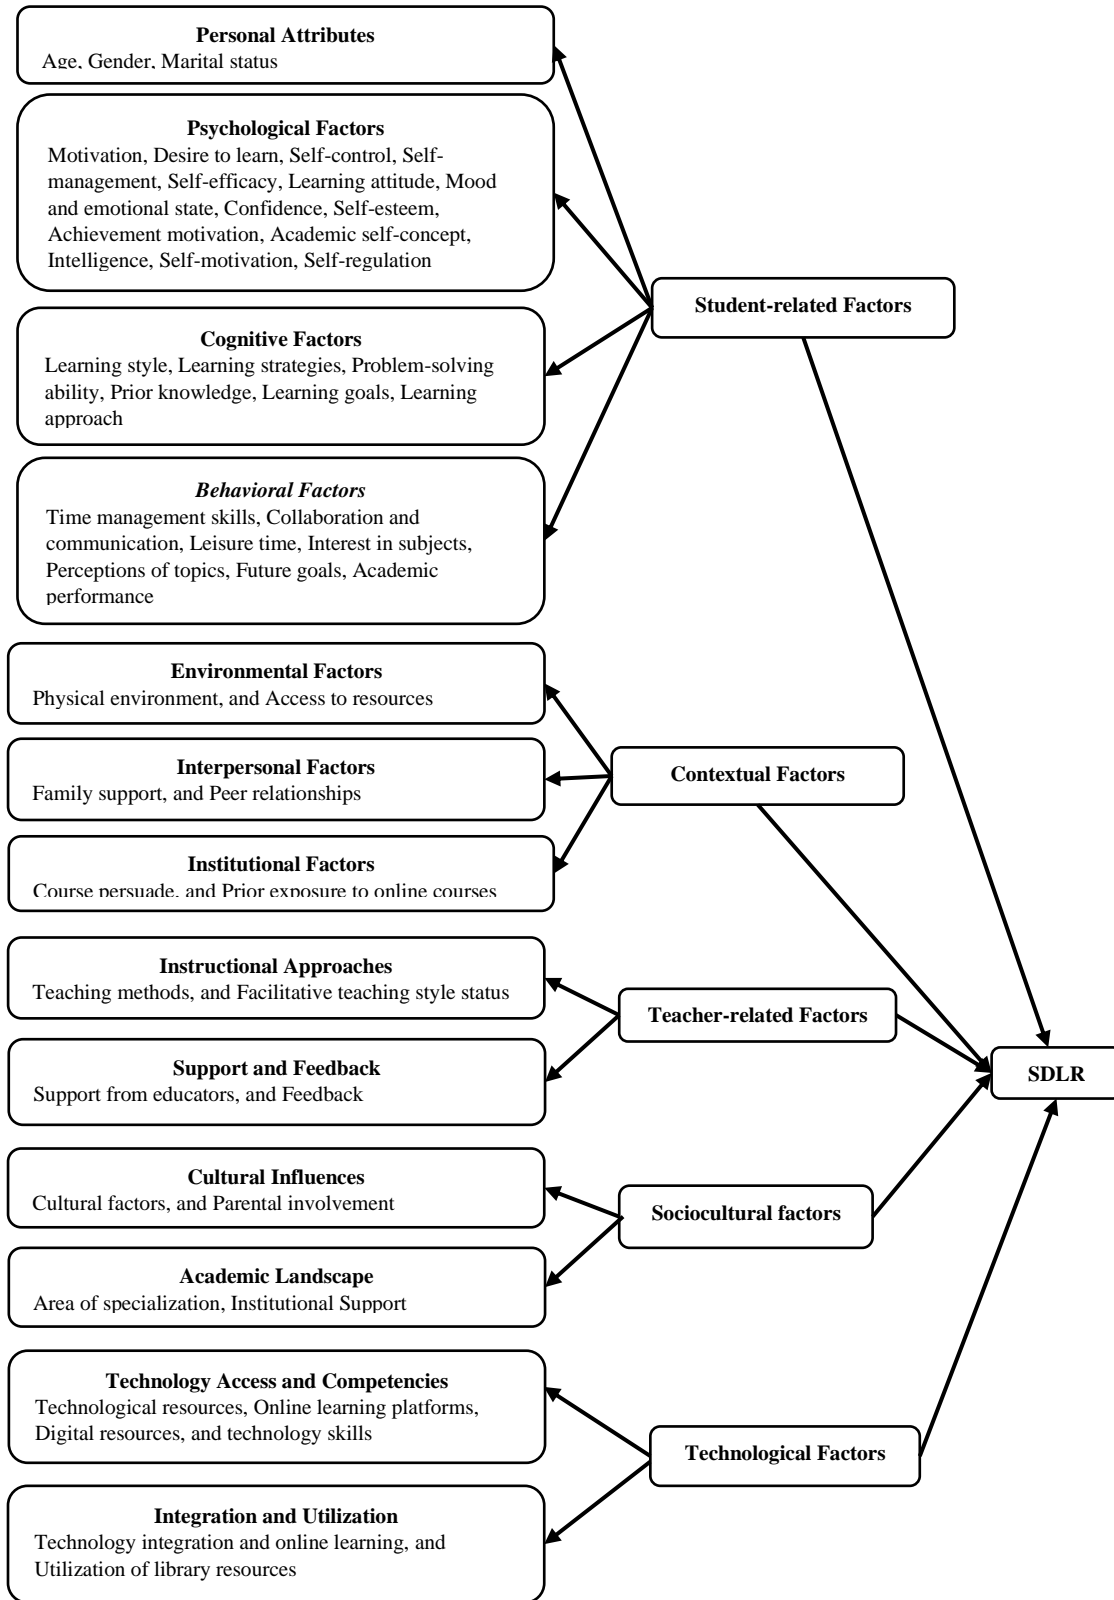 Personal Attributes
Age, Gender, Marital status
Psychological Factors
Motivation, Desire to learn, Self-control, Self-
management, Self-efficacy, Learning attitude, Mood
and emotional state, Confidence, Self-esteem,
Achievement motivation, Academic self-concept,
Intelligence, Self-motivation, Self-regulation
Student-related Factors
Cognitive Factors
Learning style, Learning strategies, Problem-solving
ability, Prior knowledge, Learning goals, Learning
approach
Behavioral Factors
Time management skills, Collaboration and
communication, Leisure time, Interest in subjects,
Perceptions of topics, Future goals, Academic
performance
Environmental Factors
Physical environment, and Access to resources
Interpersonal Factors
Family support, and Peer relationships
Contextual Factors
Institutional Factors
Course persuade, and Prior exposure to online courses
Instructional Approaches
Teaching methods, and Facilitative teaching style status
Teacher-related Factors
Support and Feedback
Support from educators, and Feedback
SDLR
Cultural Influences
Cultural factors, and Parental involvement
Sociocultural factors
Academic Landscape
Area of specialization, Institutional Support
Technology Access and Competencies
Technological resources, Online learning platforms,
Digital resources, and technology skills
Technological Factors
Integration and Utilization
Technology integration and online learning, and
Utilization of library resources